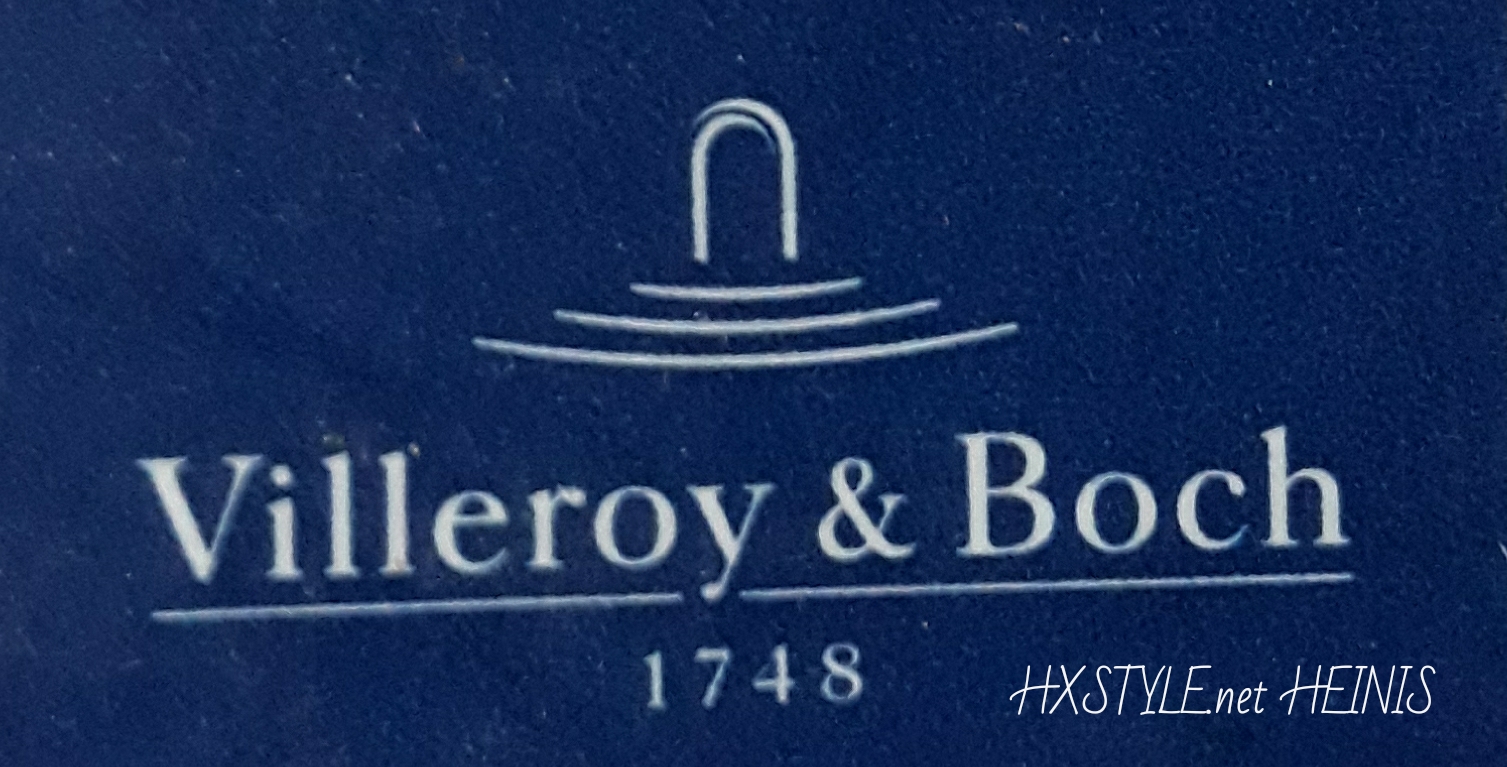 Villeroy & Boch
1748
HXSTYLE.net HEINIS